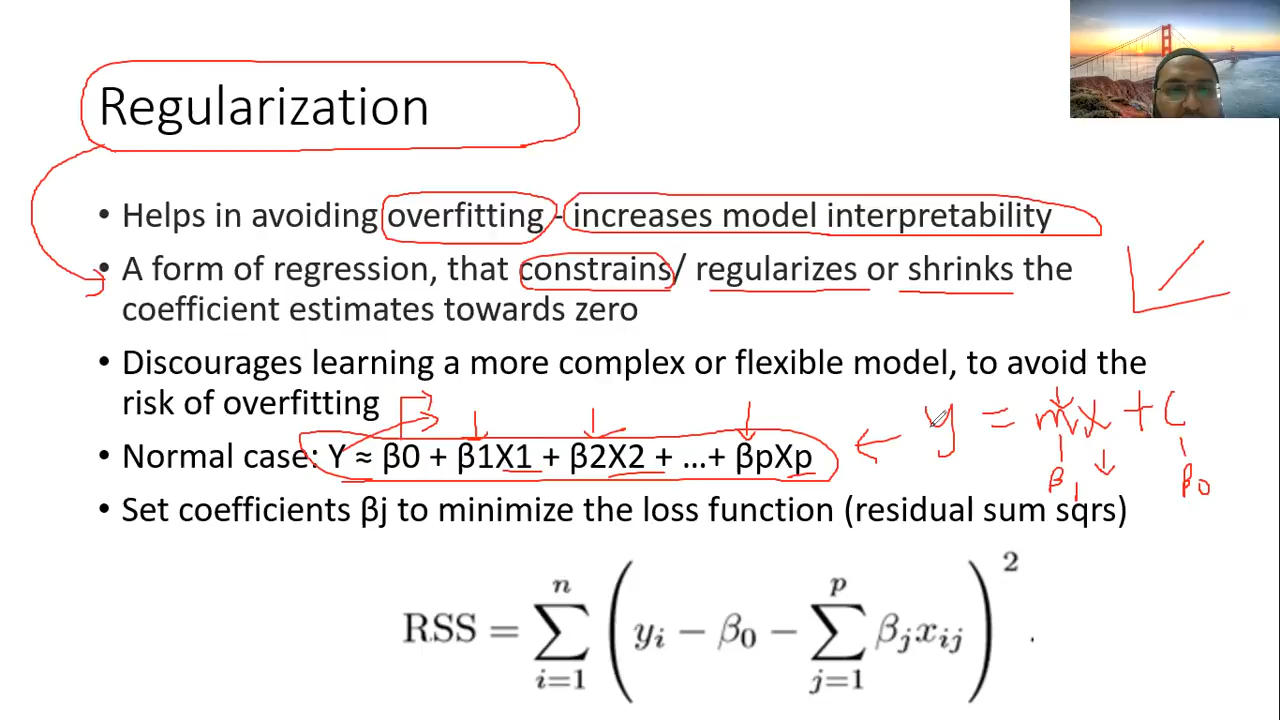 Regularization
• Helps in avoiding overfitting - increases model interpretability
• A form of regression, that constrains/ regularizes or shrinks the
coefficient estimates towards zero
• Discourages learning a more complex or flexible model, to avoid the
risk of overfitting
y = mx + C
β1
β0
• Normal case: Y ≈ β0 + β1X1 + β2X2 + ...+ βpXp
• Set coefficients βj to minimize the loss function (residual sum sqrs)
RSS = ∑_{i=1}^{n} ( y_i − β_0 − ∑_{j=1}^{p} β_j x_{ij} )^2 .